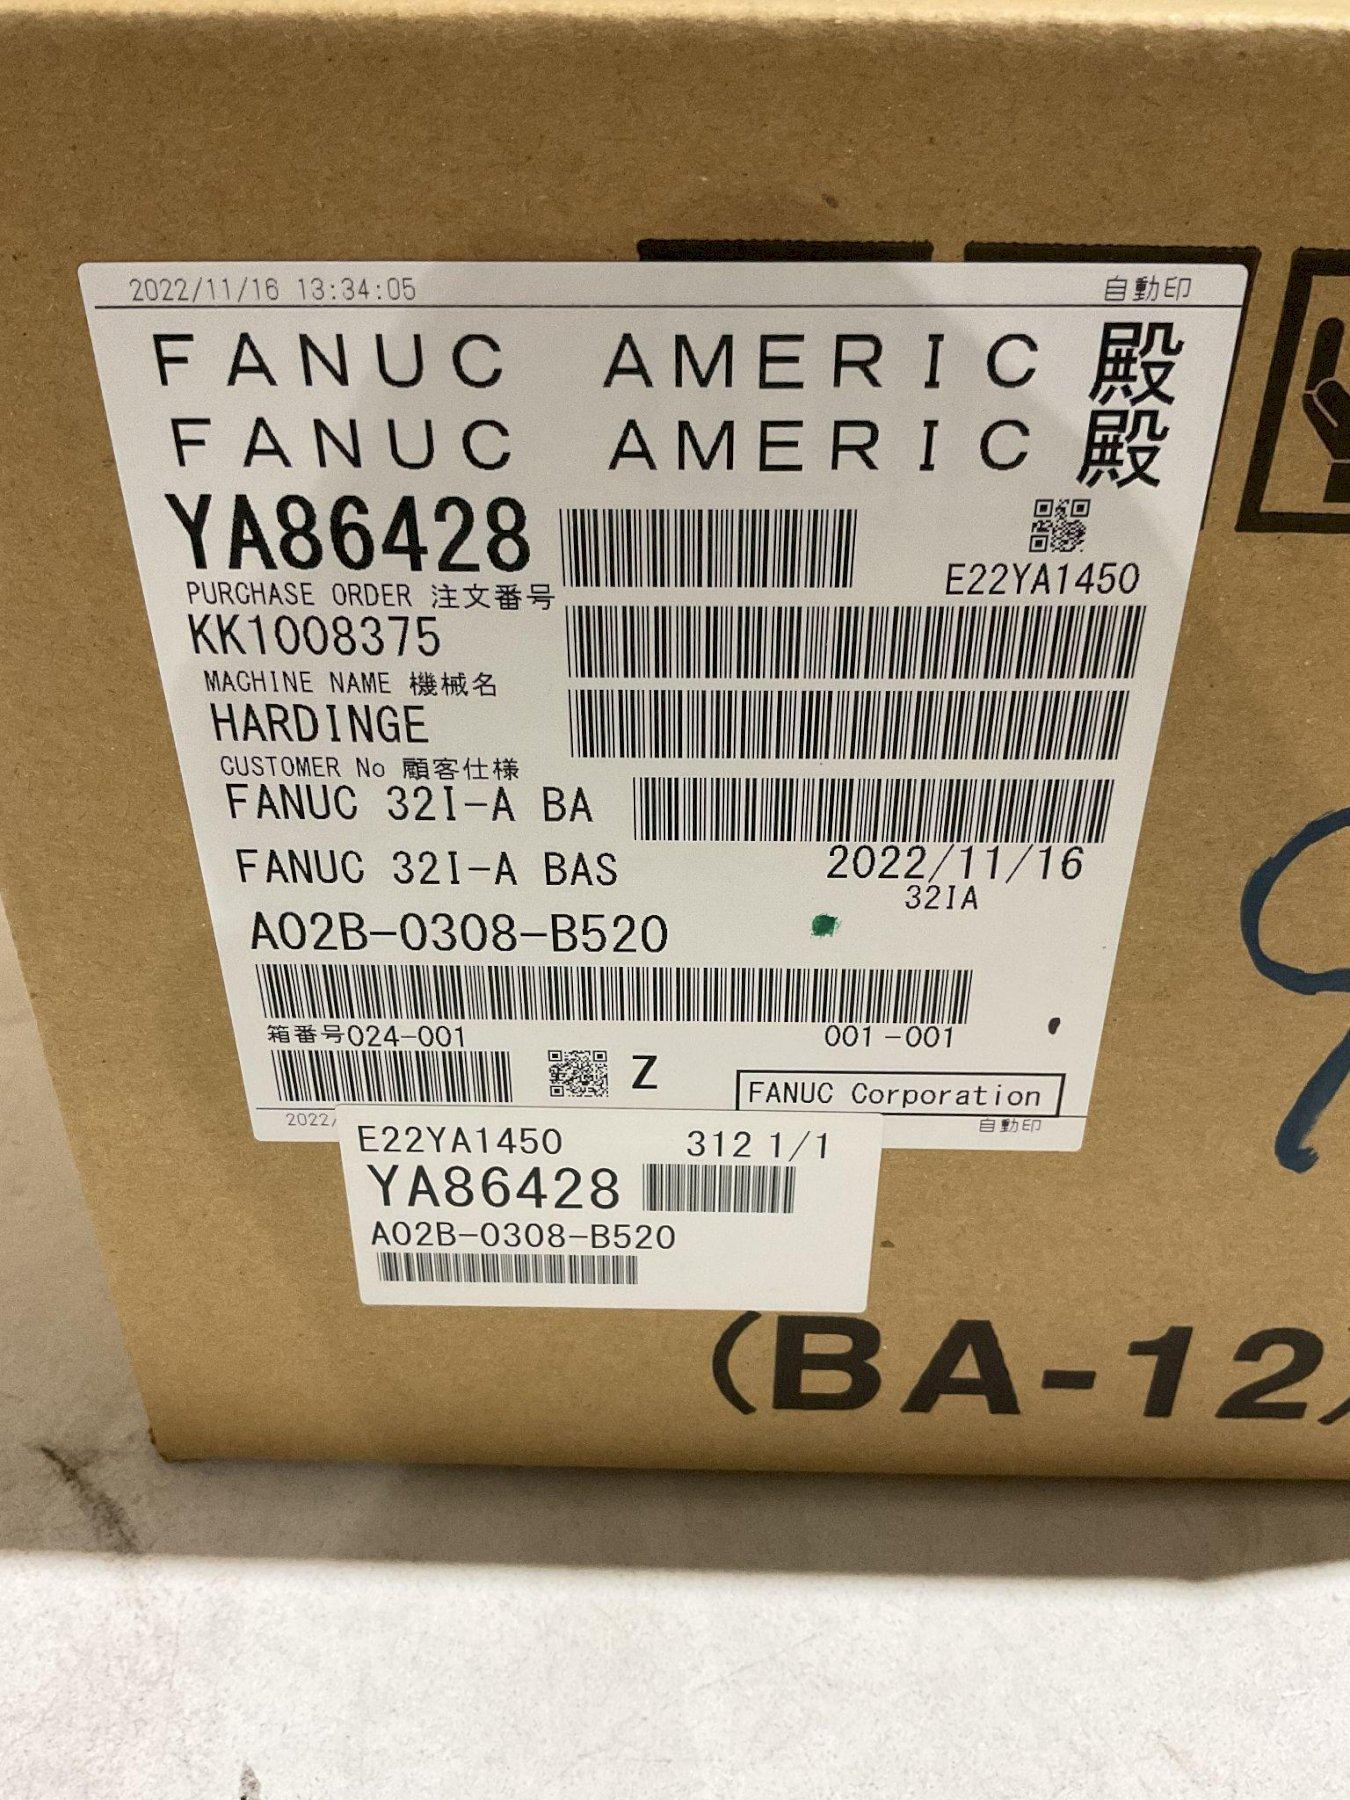 2022/11/16 13:34:05 自動印
FANUC AMERIC 殿
FANUC AMERIC 殿
YA86428
E22YA1450
PURCHASE ORDER 注文番号
KK1008375
MACHINE NAME 機械名
HARDINGE
CUSTOMER No 顧客仕様
FANUC 32I-A BA
FANUC 32I-A BAS 2022/11/16
32IA
A02B-0308-B520
箱番号024-001 001-001
Z
FANUC Corporation
2022/ 自動印
E22YA1450 312 1/1
YA86428
A02B-0308-B520
(BA-12)